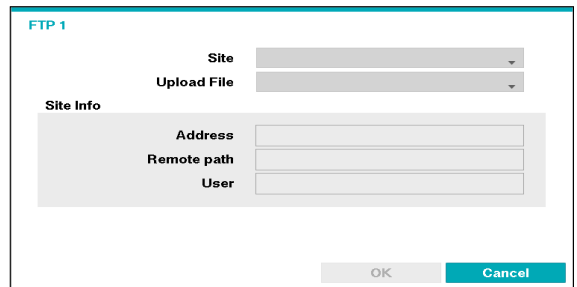 FTP 1
Site
Upload File
Site Info
Address
Remote path
User
OK Cancel